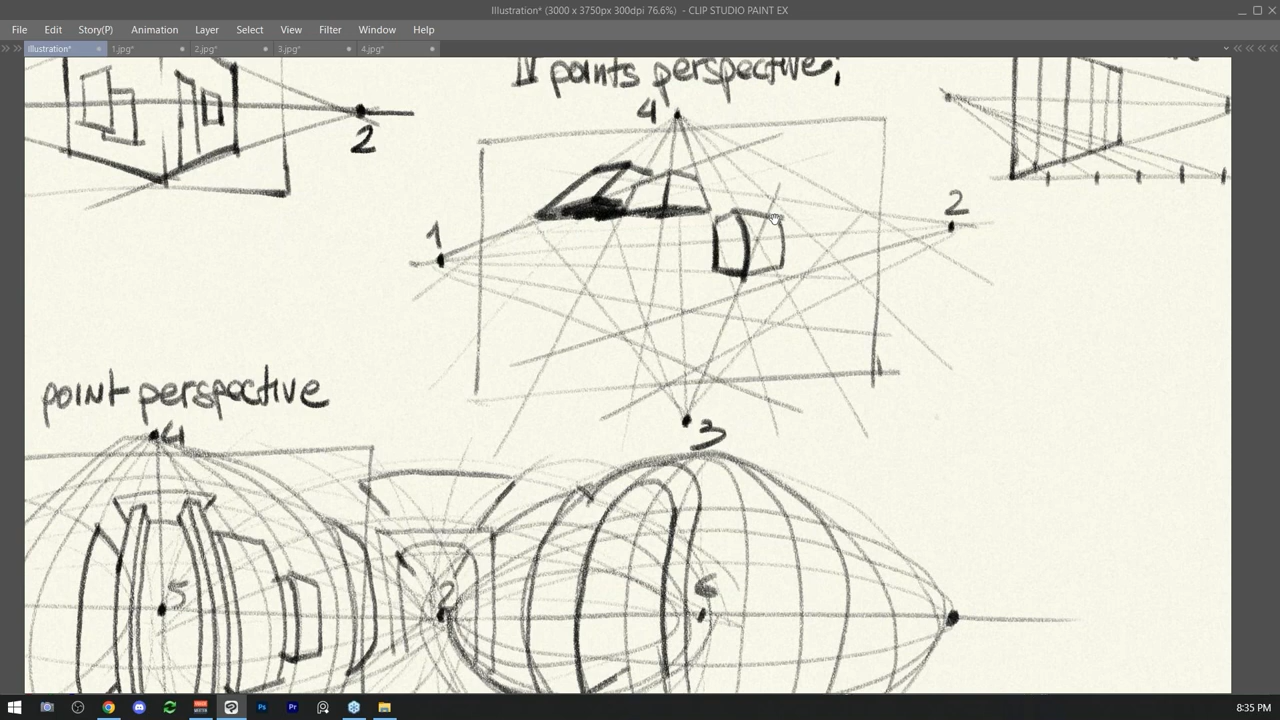 Illustration* (3000 x 3750px 300dpi 76.6%)  - CLIP STUDIO PAINT EX
File Edit Story(P) Animation Layer Select View Filter Window Help
Illustration* 1.jpg* 2.jpg* 3.jpg* 4.jpg*
IV points perspective;
4
2
2
1
3
point perspective
4
5
2
6
8:35 PM